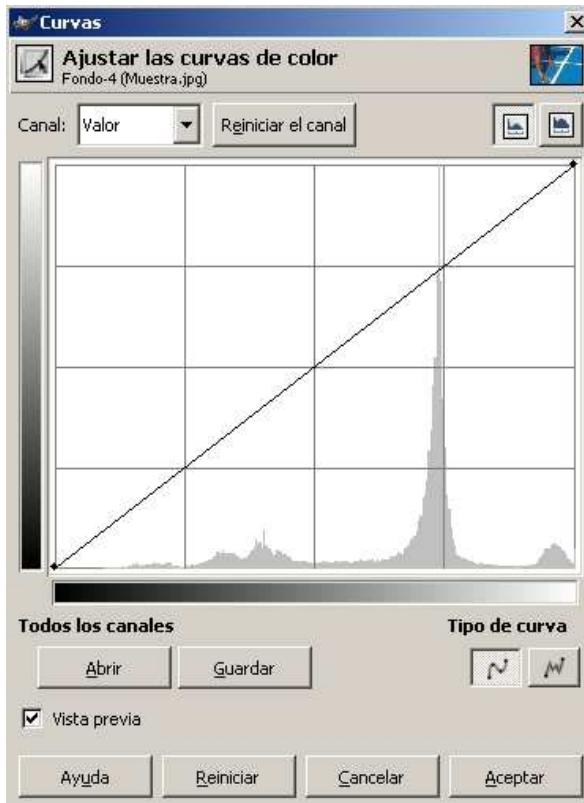 Curvas
Ajustar las curvas de color
Fondo-4 (Muestra.jpg)
Canal: Valor Reiniciar el canal
Todos los canales Tipo de curva
Abrir Guardar
Vista previa
Ayuda Reiniciar Cancelar Aceptar